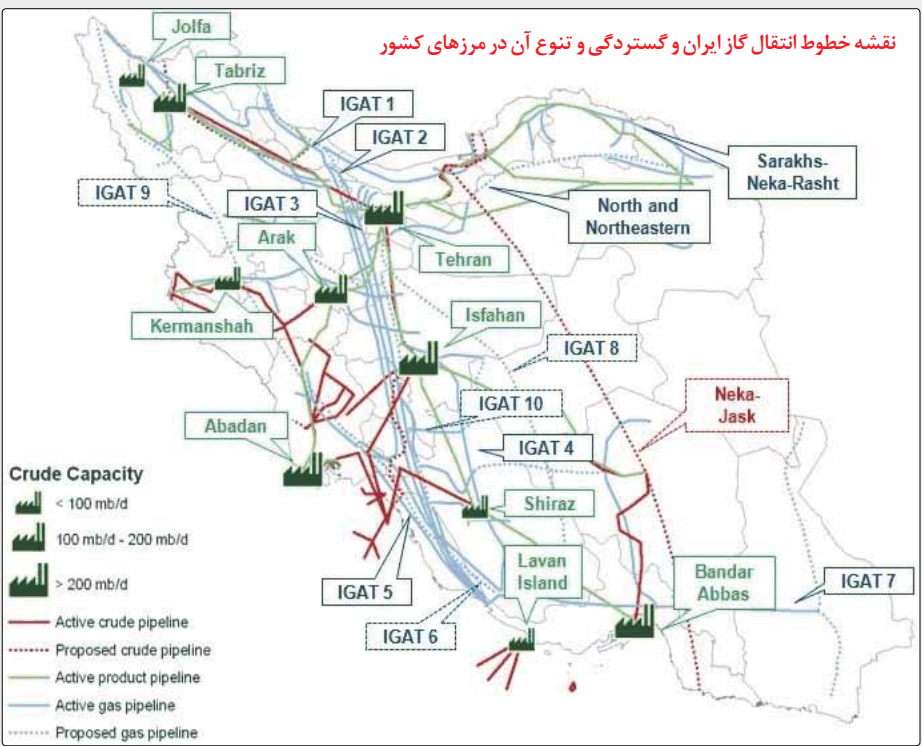 نقشه خطوط انتقال گاز ایران و گستردگی و تنوع آن در مرزهای کشور
Jolfa
Tabriz
IGAT 1
IGAT 2
Sarakhs-
Neka-Rasht
IGAT 9
IGAT 3
North and
Northeastern
Arak
Tehran
Kermanshah
Isfahan
IGAT 8
Neka-
Jask
IGAT 10
Abadan
IGAT 4
Shiraz
Lavan
Island
Bandar
Abbas
IGAT 7
IGAT 5
IGAT 6
Crude Capacity
< 100 mb/d
100 mb/d - 200 mb/d
> 200 mb/d
Active crude pipeline
Proposed crude pipeline
Active product pipeline
Active gas pipeline
Proposed gas pipeline